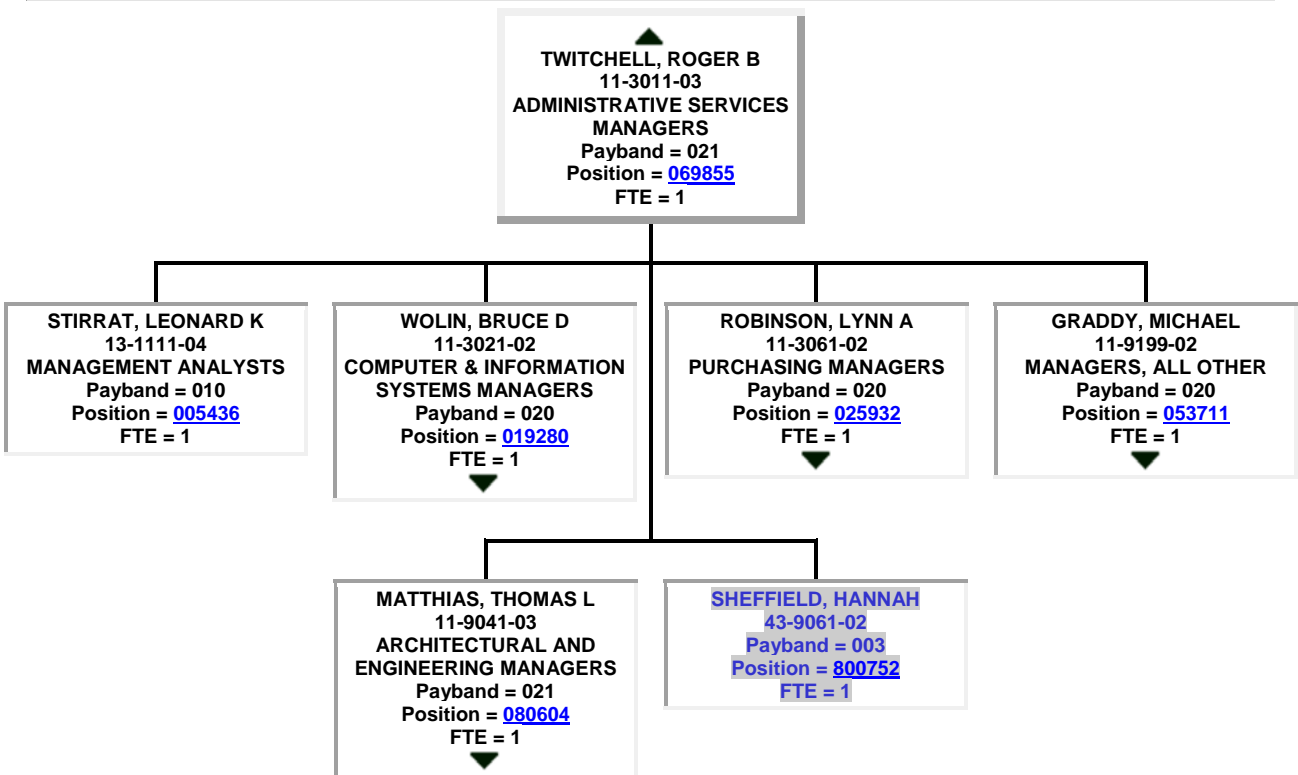 TWITCHELL, ROGER B
11-3011-03
ADMINISTRATIVE SERVICES
MANAGERS
Payband = 021
Position = 069855
FTE = 1
STIRRAT, LEONARD K
13-1111-04
MANAGEMENT ANALYSTS
Payband = 010
Position = 005436
FTE = 1
WOLIN, BRUCE D
11-3021-02
COMPUTER & INFORMATION
SYSTEMS MANAGERS
Payband = 020
Position = 019280
FTE = 1
ROBINSON, LYNN A
11-3061-02
PURCHASING MANAGERS
Payband = 020
Position = 025932
FTE = 1
GRADDY, MICHAEL
11-9199-02
MANAGERS, ALL OTHER
Payband = 020
Position = 053711
FTE = 1
MATTHIAS, THOMAS L
11-9041-03
ARCHITECTURAL AND
ENGINEERING MANAGERS
Payband = 021
Position = 080604
FTE = 1
SHEFFIELD, HANNAH
43-9061-02
Payband = 003
Position = 800752
FTE = 1